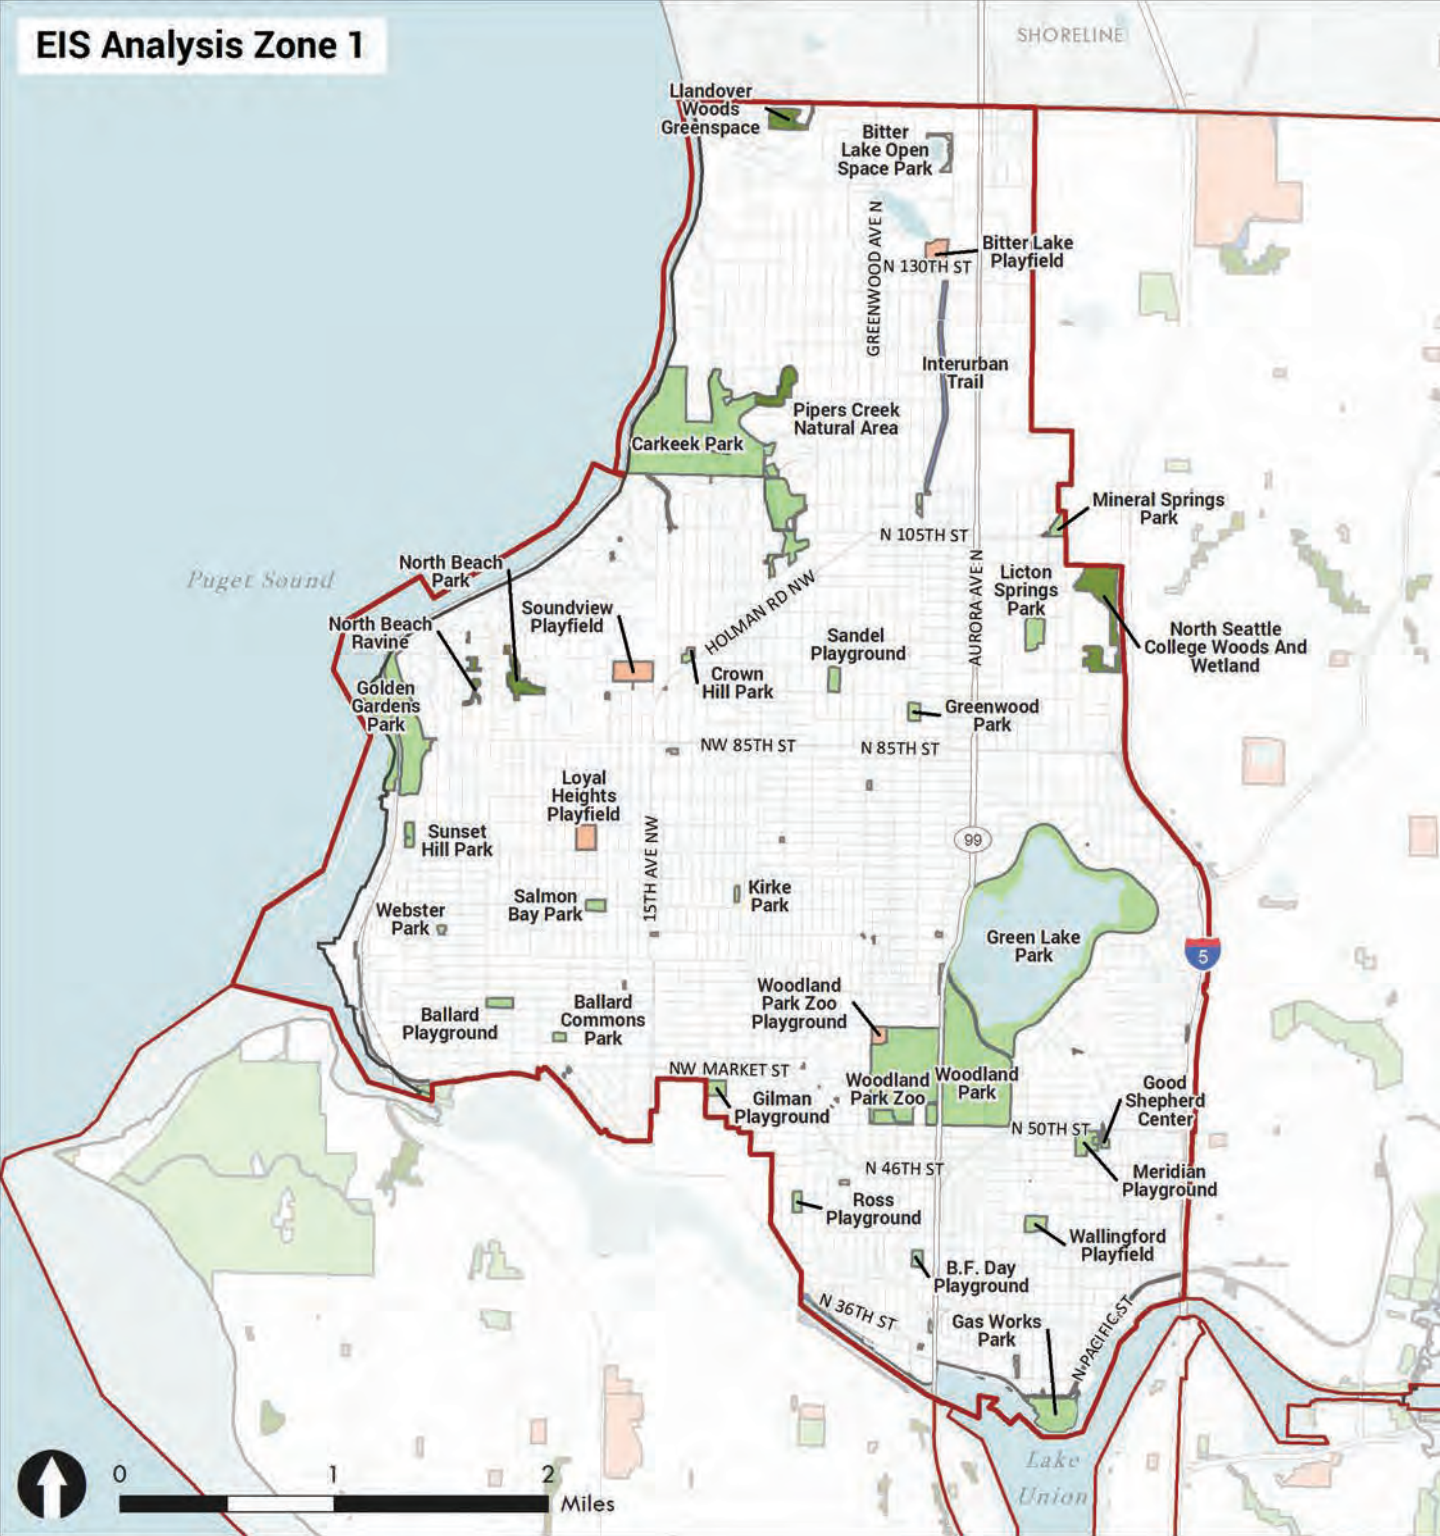 EIS Analysis Zone 1
SHORELINE
Llandover
Woods
Greenspace
Bitter
Lake Open
Space Park
GREENWOOD AVE N
Bitter Lake
Playfield
N 130TH ST
Interurban
Trail
Pipers Creek
Natural Area
Carkeek Park
Mineral Springs
Park
N 105TH ST
AURORA AVE N
North Beach
Park
Puget Sound
Licton
Springs
Park
HOLMAN RD NW
Soundview
Playfield
North Beach
Ravine
Sandel
Playground
North Seattle
College Woods And
Wetland
Crown
Hill Park
Golden
Gardens
Park
Greenwood
Park
NW 85TH ST
N 85TH ST
Loyal
Heights
Playfield
Sunset
Hill Park
15TH AVE NW
99
Salmon
Bay Park
Kirke
Park
Webster
Park
Green Lake
Park
5
Woodland
Park Zoo
Playground
Ballard
Playground
Ballard
Commons
Park
NW MARKET ST
Woodland
Park Zoo
Woodland
Park
Good
Shepherd
Center
Gilman
Playground
N 50TH ST
N 46TH ST
Meridian
Playground
Ross
Playground
Wallingford
Playfield
B.F. Day
Playground
N 36TH ST
Gas Works
Park
N PACIFIC ST
Lake
Union
0 1 2
Miles